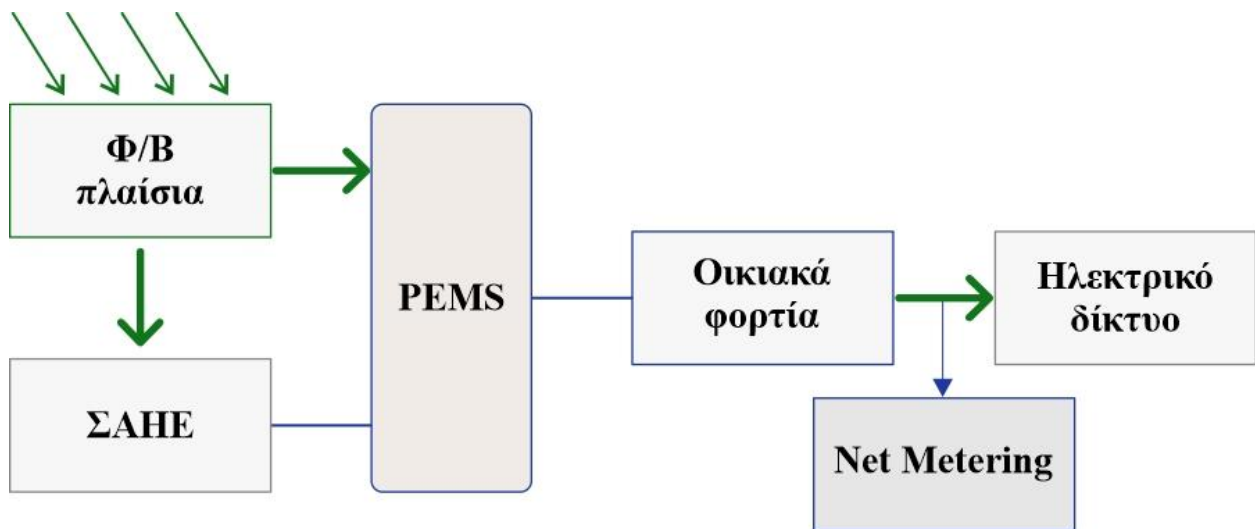 Φ/Β
πλαίσια
PEMS
Οικιακά
φορτία
Ηλεκτρικό
δίκτυο
ΣΑΗΕ
Net Metering